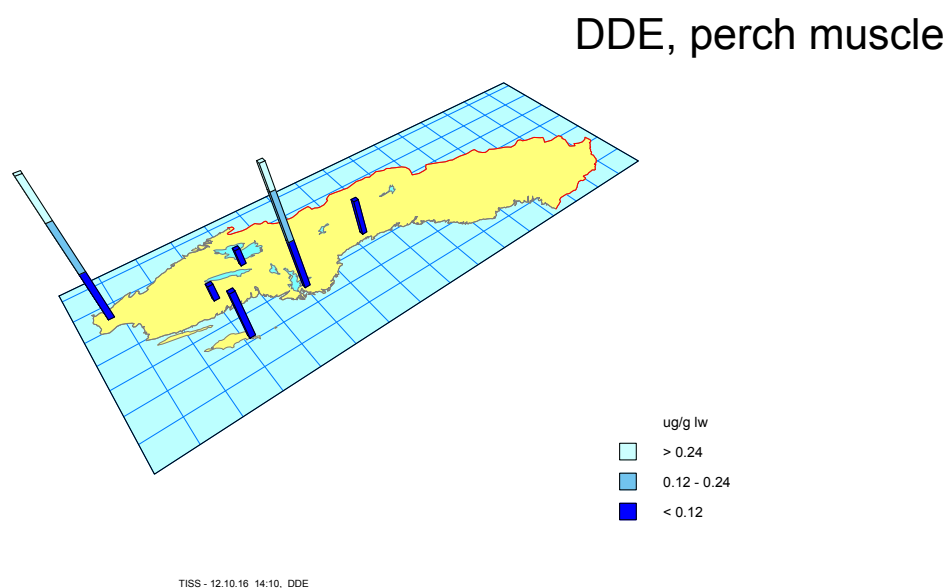 DDE, perch muscle
ug/g lw
> 0.24
0.12 - 0.24
< 0.12
TISS - 12.10.16 14:10, DDE